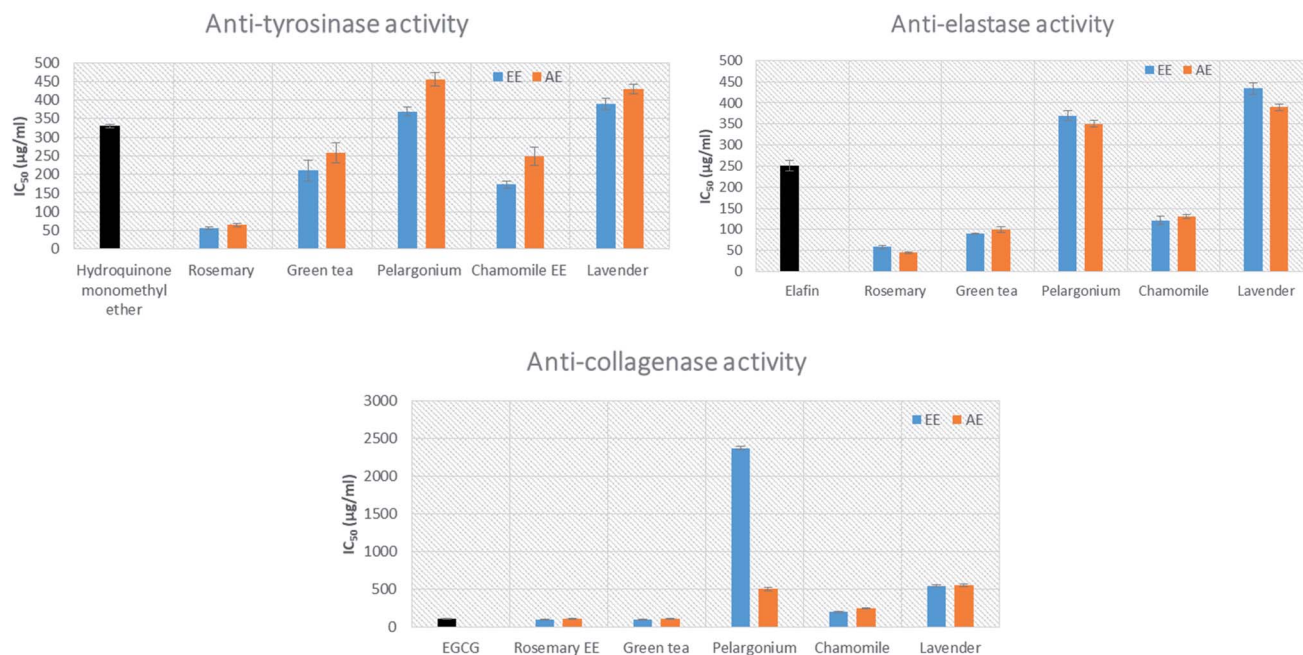 Anti-tyrosinase activity
500
450
400
350
300
250
200
150
100
50
0
IC₅₀ (µg/ml)
EE AE
Hydroquinone
monomethyl
ether
Rosemary
Green tea
Pelargonium
Chamomile EE
Lavender
Anti-elastase activity
500
450
400
350
300
250
200
150
100
50
0
IC₅₀ (µg/ml)
EE AE
Elafin
Rosemary
Green tea
Pelargonium
Chamomile
Lavender
Anti-collagenase activity
3000
2500
2000
1500
1000
500
0
IC₅₀ (µg/ml)
EE AE
EGCG
Rosemary EE
Green tea
Pelargonium
Chamomile
Lavender